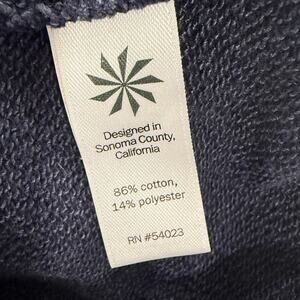 Designed in
Sonoma County,
California
86% cotton,
14% polyester
RN #54023